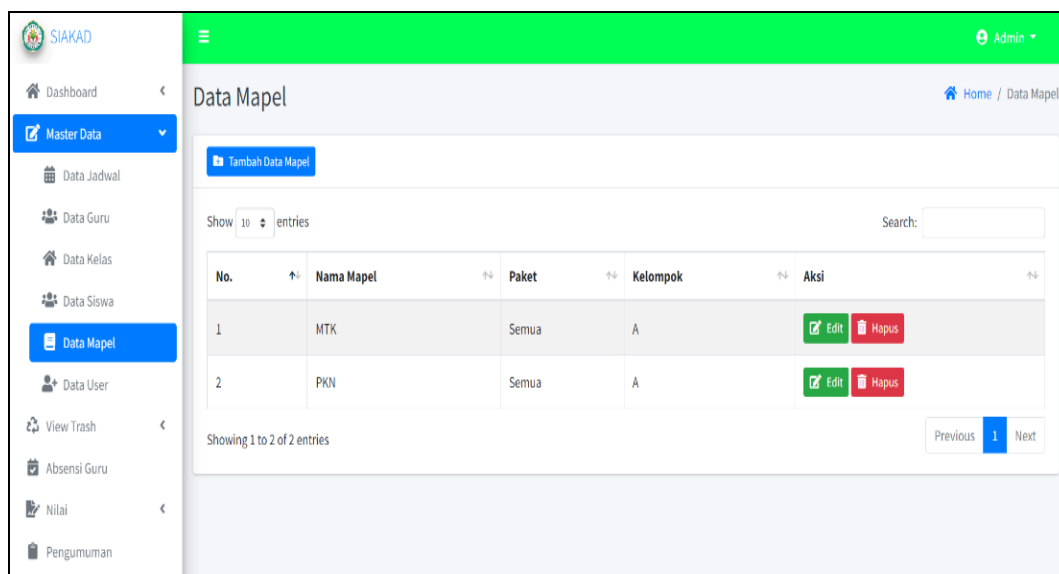 SIAKAD
Admin
Dashboard
Data Mapel
Home / Data Mapel
Master Data
Tambah Data Mapel
Data Jadwal
Data Guru
Show 10 entries
Search:
Data Kelas
No. Nama Mapel Paket Kelompok Aksi
Data Siswa
1 MTK Semua A Edit Hapus
Data Mapel
2 PKN Semua A Edit Hapus
Data User
View Trash
Showing 1 to 2 of 2 entries
Previous 1 Next
Absensi Guru
Nilai
Pengumuman